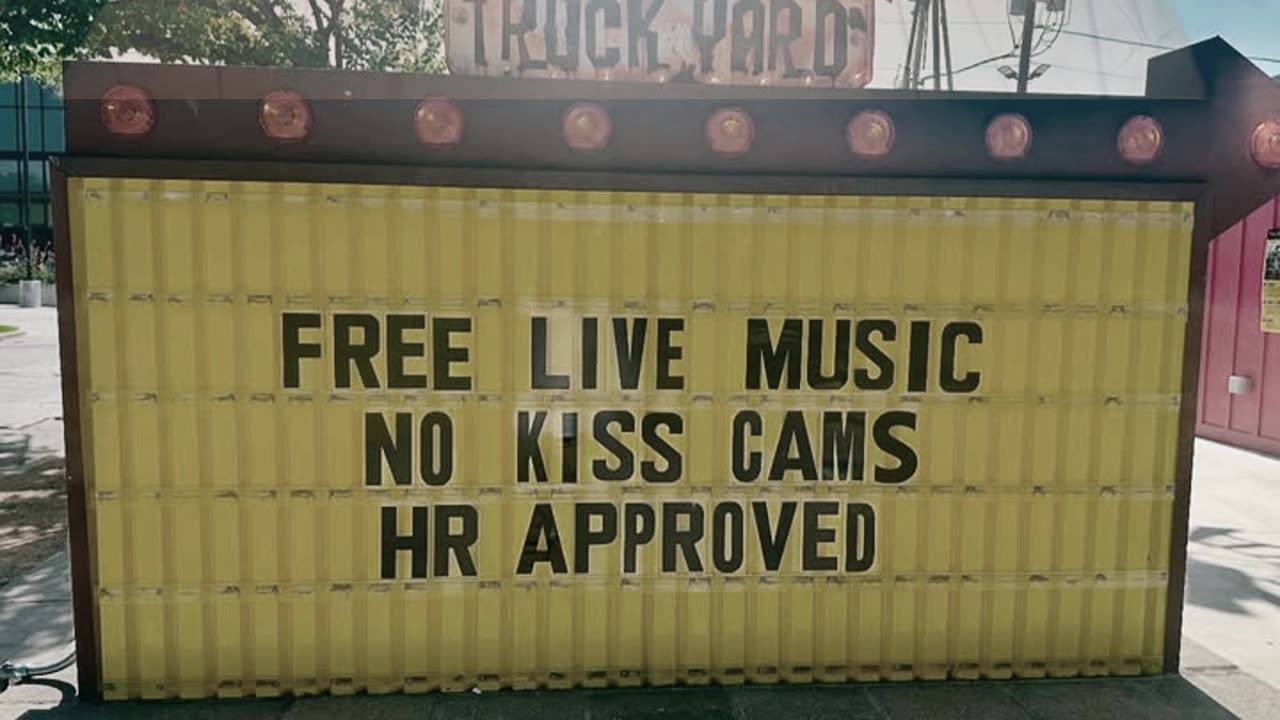 TRUCK YARD
FREE LIVE MUSIC
NO KISS CAMS
HR APPROVED